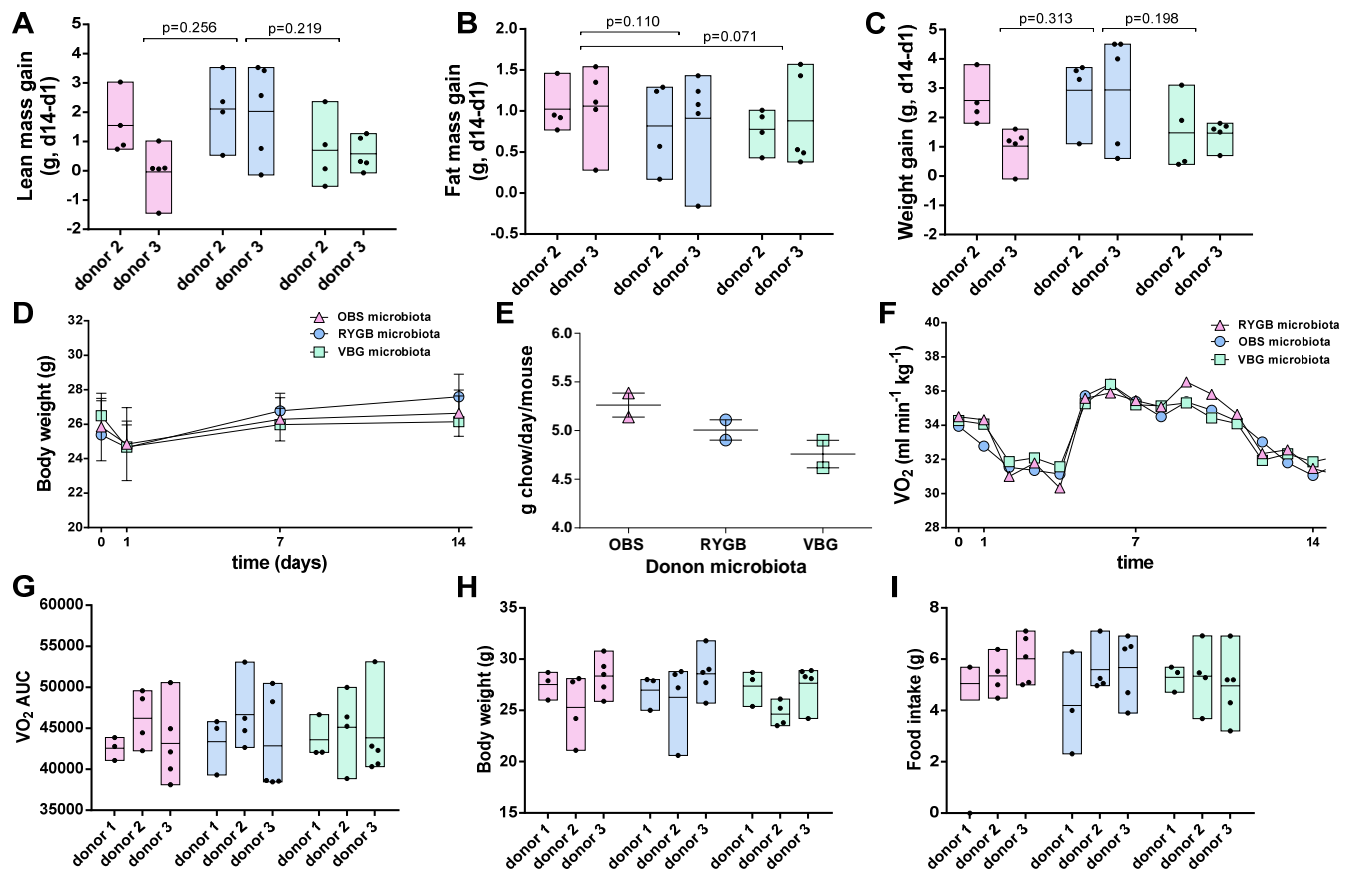 A
p=0.256
p=0.219
Lean mass gain
(g, d14-d1)
5
4
3
2
1
0
-1
-2
donor 2
donor 3
donor 2
donor 3
donor 2
donor 3
B
p=0.110
p=0.071
Fat mass gain
(g, d14-d1)
2.0
1.5
1.0
0.5
0.0
-0.5
donor 2
donor 3
donor 2
donor 3
donor 2
donor 3
C
p=0.313
p=0.198
Weight gain (g, d14-d1)
5
4
3
2
1
0
-1
-2
donor 2
donor 3
donor 2
donor 3
donor 2
donor 3
D
OBS microbiota
RYGB microbiota
VBG microbiota
Body weight (g)
32
30
28
26
24
22
20
0 1 7 14
time (days)
E
g chow/day/mouse
6.0
5.5
5.0
4.5
4.0
OBS RYGB VBG
Donon microbiota
F
RYGB microbiota
OBS microbiota
VBG microbiota
VO2 (ml min-1 kg-1)
40
38
36
34
32
30
28
0 1 7 14
time
G
VO2 AUC
60000
55000
50000
45000
40000
35000
donor 1
donor 2
donor 3
donor 1
donor 2
donor 3
donor 1
donor 2
donor 3
H
Body weight (g)
35
30
25
20
15
donor 1
donor 2
donor 3
donor 1
donor 2
donor 3
donor 1
donor 2
donor 3
I
Food intake (g)
8
6
4
2
0
donor 1
donor 2
donor 3
donor 1
donor 2
donor 3
donor 1
donor 2
donor 3